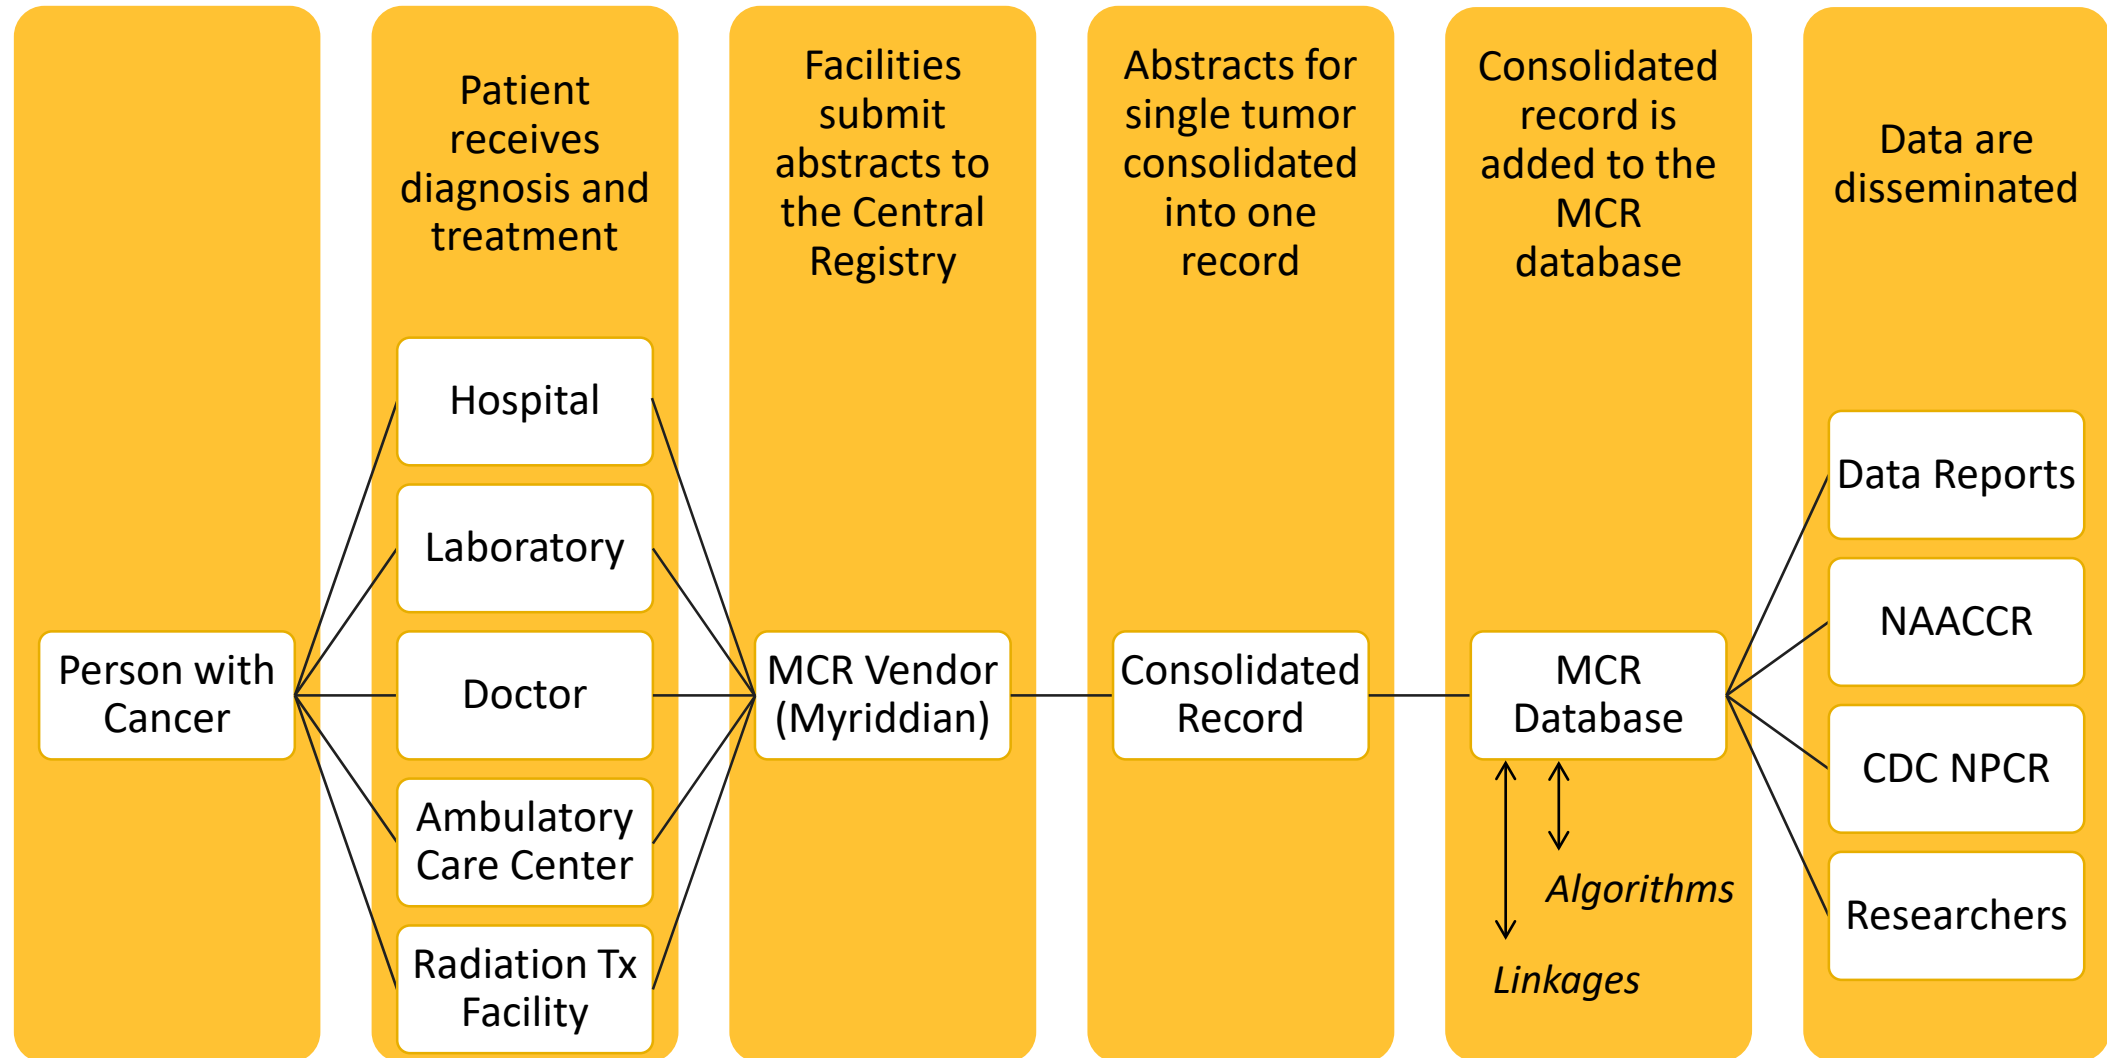 Patient
receives
diagnosis and
treatment
Facilities
submit
abstracts to
the Central
Registry
Abstracts for
single tumor
consolidated
into one
record
Consolidated
record is
added to the
MCR
database
Data are
disseminated
Person with
Cancer
Hospital
Laboratory
Doctor
Ambulatory
Care Center
Radiation Tx
Facility
MCR Vendor
(Myriddian)
Consolidated
Record
MCR
Database
Algorithms
Linkages
Data Reports
NAACCR
CDC NPCR
Researchers